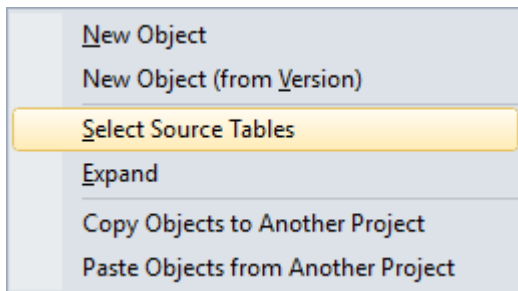 New Object
New Object (from Version)
Select Source Tables
Expand
Copy Objects to Another Project
Paste Objects from Another Project